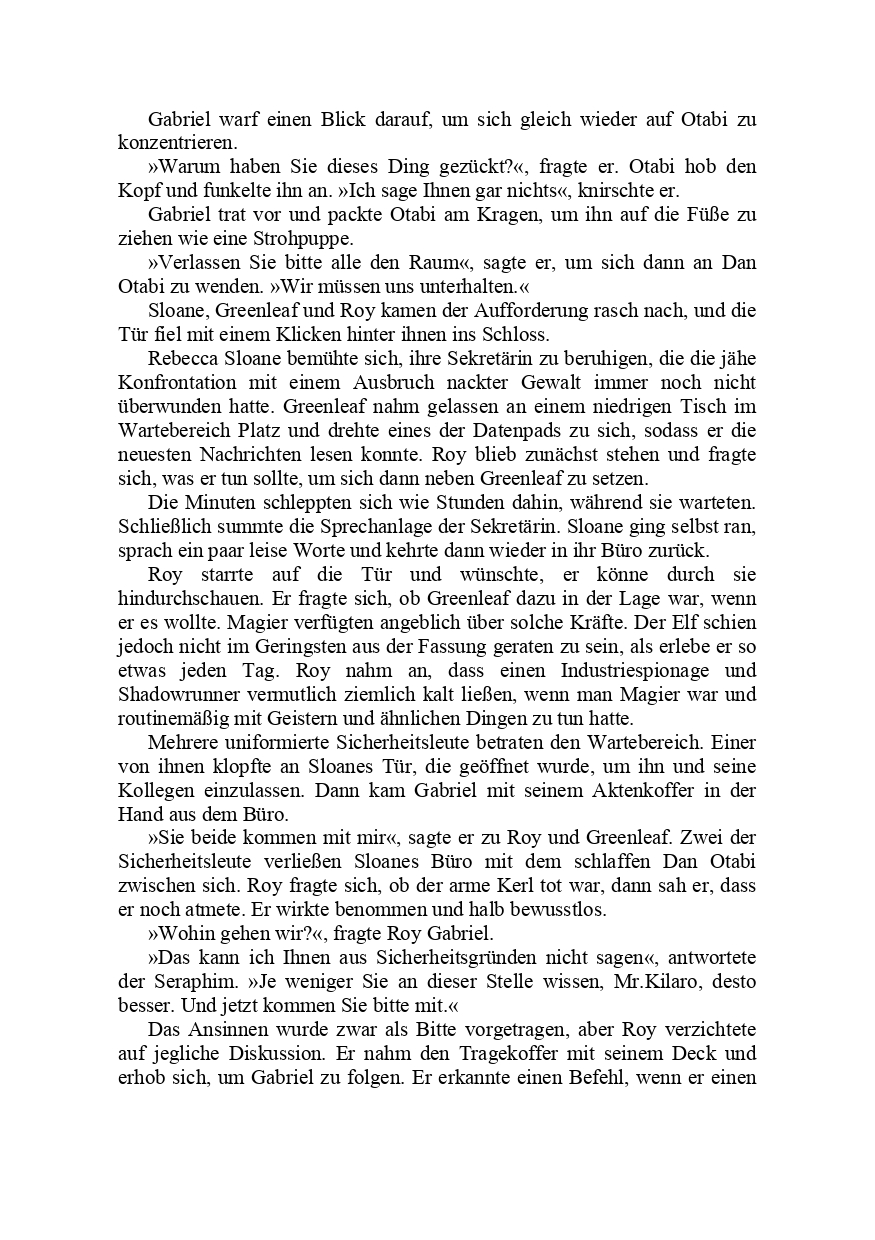 Gabriel warf einen Blick darauf, um sich gleich wieder auf Otabi zu
konzentrieren.
»Warum haben Sie dieses Ding gezückt?«, fragte er. Otabi hob den
Kopf und funkelte ihn an. »Ich sage Ihnen gar nichts«, knirschte er.
Gabriel trat vor und packte Otabi am Kragen, um ihn auf die Füße zu
ziehen wie eine Strohpuppe.
»Verlassen Sie bitte alle den Raum«, sagte er, um sich dann an Dan
Otabi zu wenden. »Wir müssen uns unterhalten.«
Sloane, Greenleaf und Roy kamen der Aufforderung rasch nach, und die
Tür fiel mit einem Klicken hinter ihnen ins Schloss.
Rebecca Sloane bemühte sich, ihre Sekretärin zu beruhigen, die die jähe
Konfrontation mit einem Ausbruch nackter Gewalt immer noch nicht
überwunden hatte. Greenleaf nahm gelassen an einem niedrigen Tisch im
Wartebereich Platz und drehte eines der Datenpads zu sich, sodass er die
neuesten Nachrichten lesen konnte. Roy blieb zunächst stehen und fragte
sich, was er tun sollte, um sich dann neben Greenleaf zu setzen.
Die Minuten schleppten sich wie Stunden dahin, während sie warteten.
Schließlich summte die Sprechanlage der Sekretärin. Sloane ging selbst ran,
sprach ein paar leise Worte und kehrte dann wieder in ihr Büro zurück.
Roy starrte auf die Tür und wünschte, er könne durch sie
hindurchschauen. Er fragte sich, ob Greenleaf dazu in der Lage war, wenn
er es wollte. Magier verfügten angeblich über solche Kräfte. Der Elf schien
jedoch nicht im Geringsten aus der Fassung geraten zu sein, als erlebe er so
etwas jeden Tag. Roy nahm an, dass einen Industriespionage und
Shadowrunner vermutlich ziemlich kalt ließen, wenn man Magier war und
routinemäßig mit Geistern und ähnlichen Dingen zu tun hatte.
Mehrere uniformierte Sicherheitsleute betraten den Wartebereich. Einer
von ihnen klopfte an Sloanes Tür, die geöffnet wurde, um ihn und seine
Kollegen einzulassen. Dann kam Gabriel mit seinem Aktenkoffer in der
Hand aus dem Büro.
»Sie beide kommen mit mir«, sagte er zu Roy und Greenleaf. Zwei der
Sicherheitsleute verließen Sloanes Büro mit dem schlaffen Dan Otabi
zwischen sich. Roy fragte sich, ob der arme Kerl tot war, dann sah er, dass
er noch atmete. Er wirkte benommen und halb bewusstlos.
»Wohin gehen wir?«, fragte Roy Gabriel.
»Das kann ich Ihnen aus Sicherheitsgründen nicht sagen«, antwortete
der Seraphim. »Je weniger Sie an dieser Stelle wissen, Mr.Kilaro, desto
besser. Und jetzt kommen Sie bitte mit.«
Das Ansinnen wurde zwar als Bitte vorgetragen, aber Roy verzichtete
auf jegliche Diskussion. Er nahm den Tragekoffer mit seinem Deck und
erhob sich, um Gabriel zu folgen. Er erkannte einen Befehl, wenn er einen